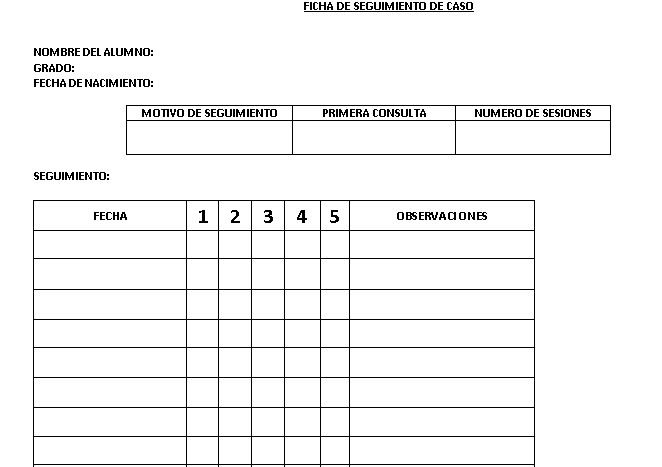 FICHA DE SEGUIMIENTO DE CASO
NOMBRE DEL ALUMNO:
GRADO:
FECHA DE NACIMIENTO:
MOTIVO DE SEGUIMIENTO PRIMERA CONSULTA NUMERO DE SESIONES
SEGUIMIENTO:
FECHA 1 2 3 4 5 OBSERVACIONES